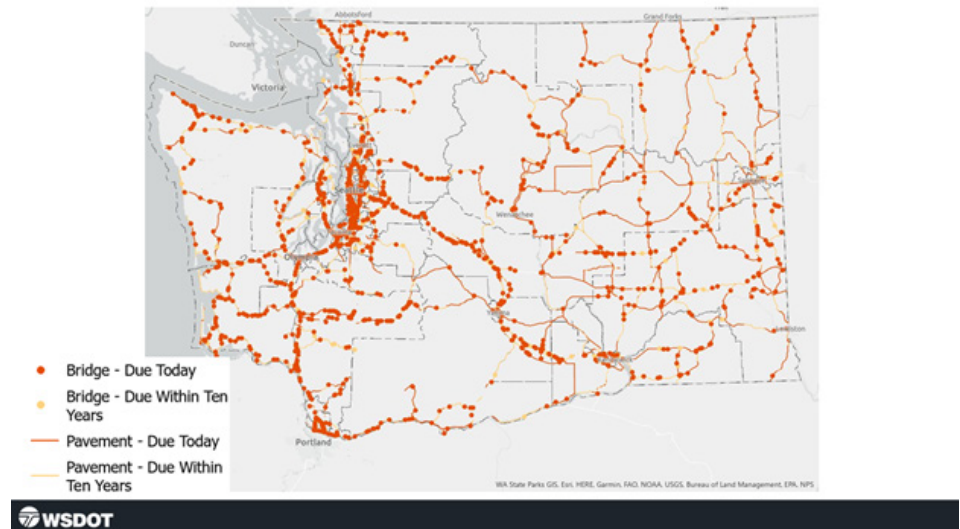 Abbotsford
Grand Forks
Duncan
Victoria
Seattle
Wenatchee
Olympia
Lewiston
Bridge - Due Today
Bridge - Due Within Ten
Years
Pavement - Due Today
Pavement - Due Within
Ten Years
Portland
WA State Parks GIS, Esri, HERE, Garmin, FAO, NOAA, USGS, Bureau of Land Management, EPA, NPS
WSDOT